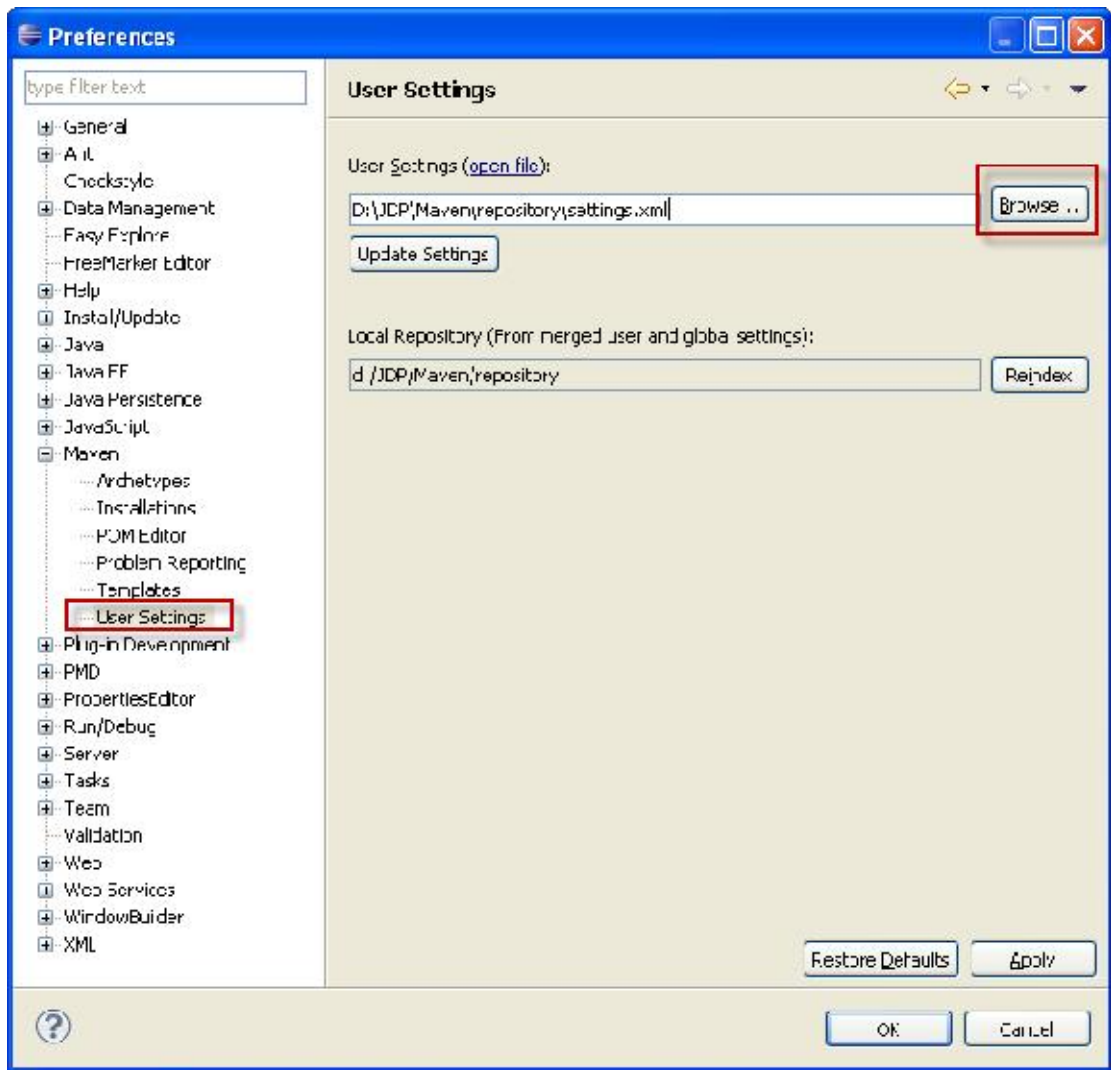 Preferences
type filter text
General
Ant
Checkstyle
Data Management
Easy Explore
FreeMarker Editor
Help
Install/Update
Java
Java EE
Java Persistence
JavaScript
Maven
Archetypes
Installations
POM Editor
Problem Reporting
Templates
User Settings
Plug-in Development
PMD
PropertiesEditor
Run/Debug
Server
Tasks
Team
Validation
Web
Web Services
WindowBuilder
XML
User Settings
User Settings (open file):
D:\JDP\Maven\repository\settings.xml
Browse...
Update Settings
Local Repository (From merged user and global settings):
d:/JDP/Maven/repository
Reindex
Restore Defaults
Apply
OK
Cancel